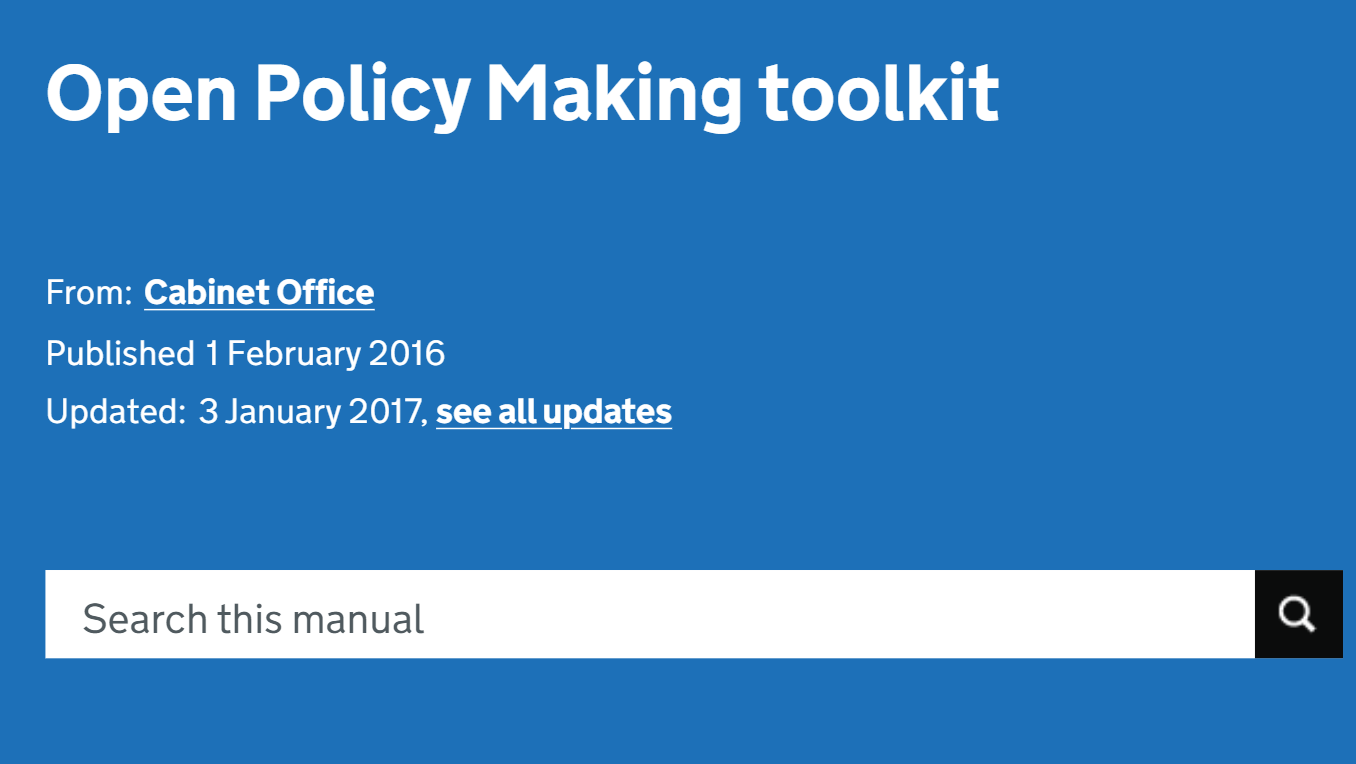 Open Policy Making toolkit
From: Cabinet Office
Published 1 February 2016
Updated: 3 January 2017, see all updates
Search this manual